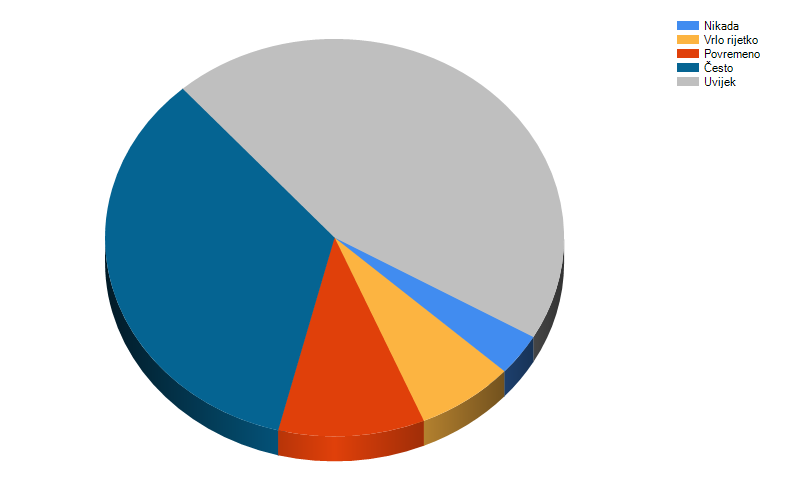 Nikada
Vrlo rijetko
Povremeno
Često
Uvijek